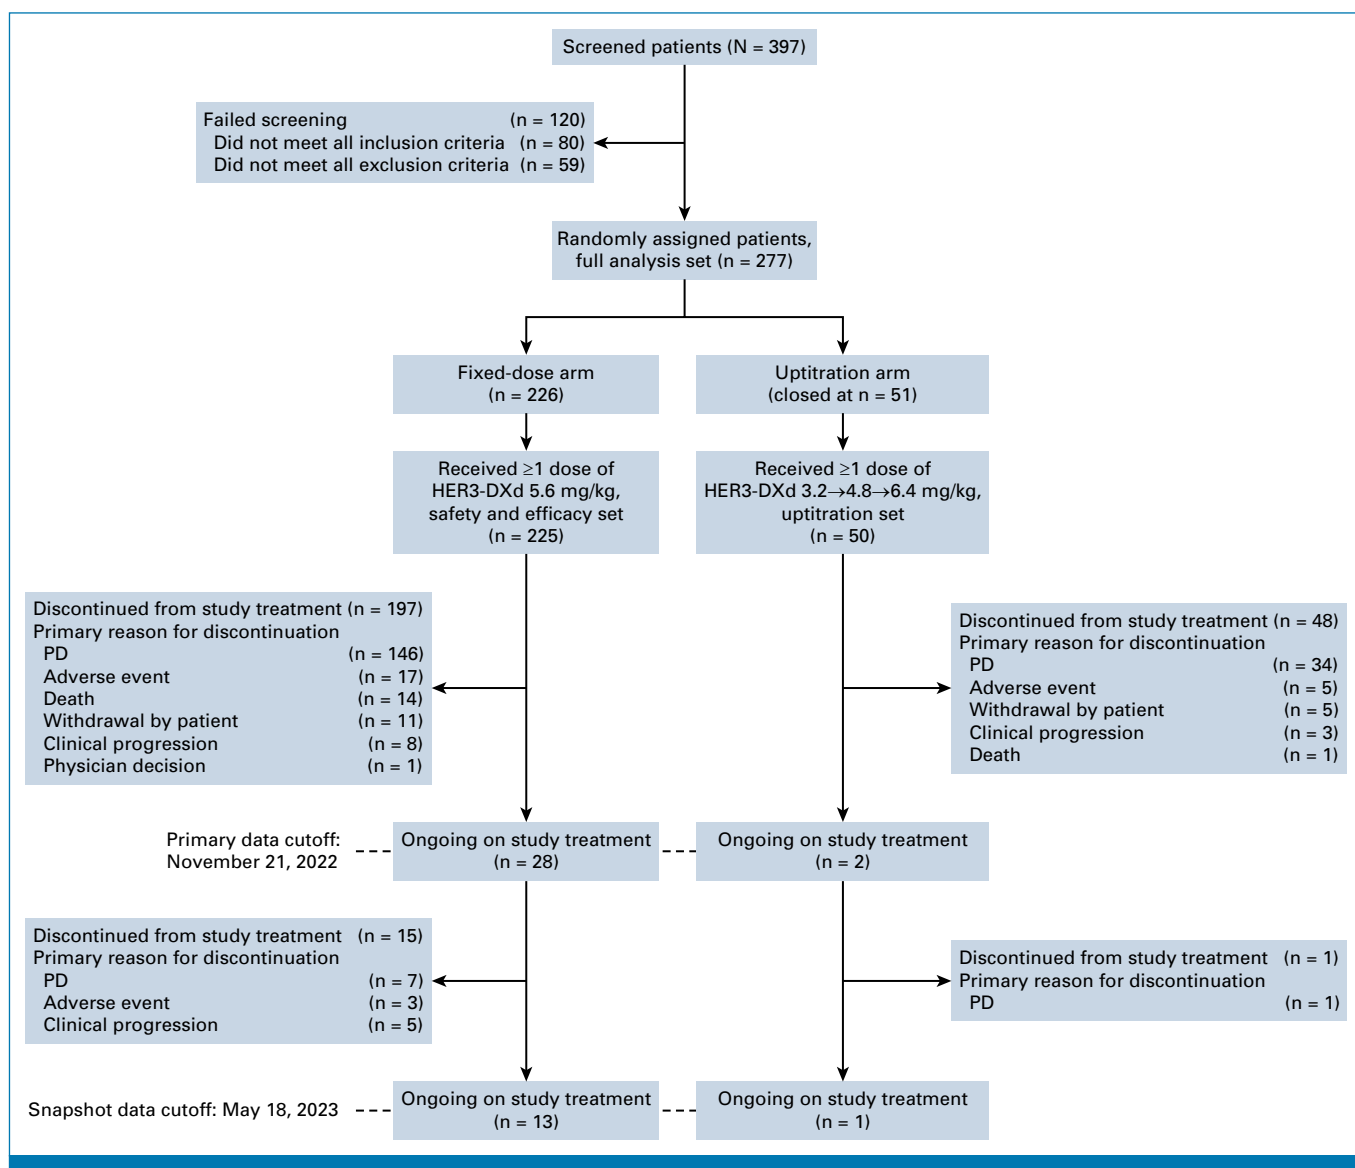 Screened patients (N = 397)
Failed screening (n = 120)
Did not meet all inclusion criteria (n = 80)
Did not meet all exclusion criteria (n = 59)
Randomly assigned patients,
full analysis set (n = 277)
Fixed-dose arm
(n = 226)
Uptitration arm
(closed at n = 51)
Received ≥1 dose of
HER3-DXd 5.6 mg/kg,
safety and efficacy set
(n = 225)
Received ≥1 dose of
HER3-DXd 3.2→4.8→6.4 mg/kg,
uptitration set
(n = 50)
Discontinued from study treatment (n = 197)
Primary reason for discontinuation
PD (n = 146)
Adverse event (n = 17)
Death (n = 14)
Withdrawal by patient (n = 11)
Clinical progression (n = 8)
Physician decision (n = 1)
Discontinued from study treatment (n = 48)
Primary reason for discontinuation
PD (n = 34)
Adverse event (n = 5)
Withdrawal by patient (n = 5)
Clinical progression (n = 3)
Death (n = 1)
Primary data cutoff:
November 21, 2022
Ongoing on study treatment
(n = 28)
Ongoing on study treatment
(n = 2)
Discontinued from study treatment (n = 15)
Primary reason for discontinuation
PD (n = 7)
Adverse event (n = 3)
Clinical progression (n = 5)
Discontinued from study treatment (n = 1)
Primary reason for discontinuation
PD (n = 1)
Snapshot data cutoff: May 18, 2023
Ongoing on study treatment
(n = 13)
Ongoing on study treatment
(n = 1)